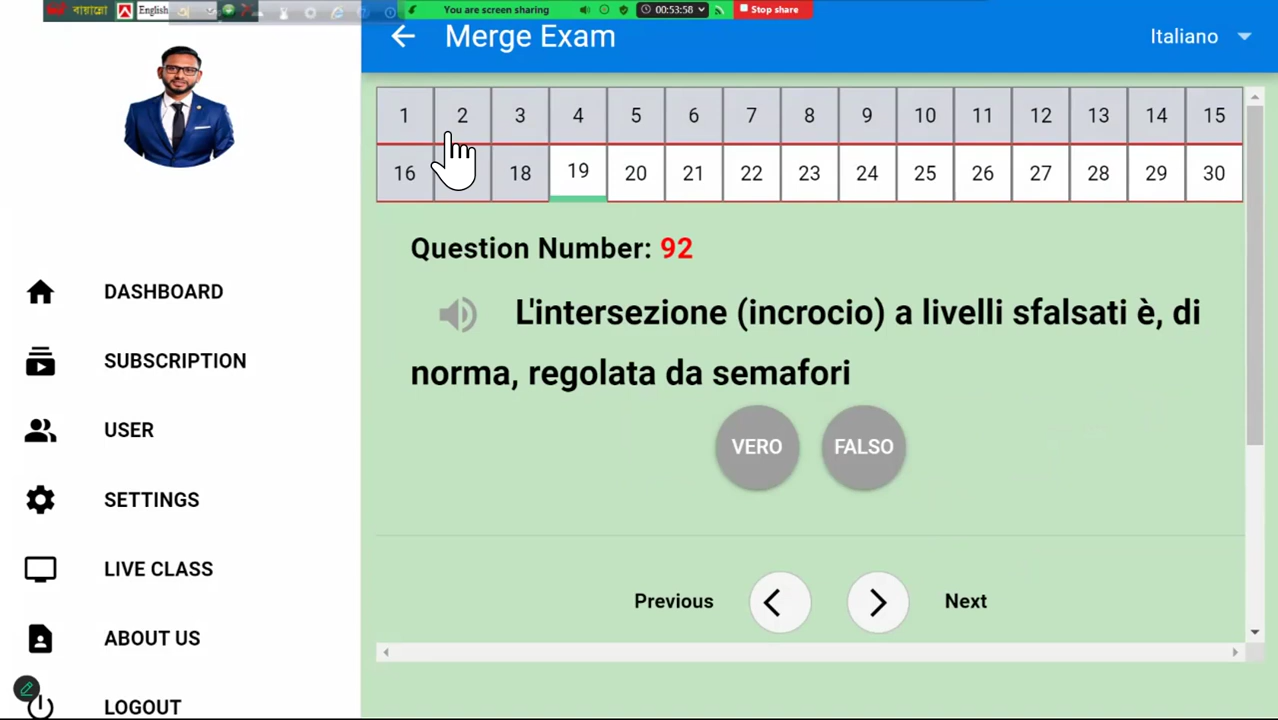 বায়ান্নো English
You are screen sharing 00:53:58 Stop share
Merge Exam
Italiano
1 2 3 4 5 6 7 8 9 10 11 12 13 14 15
16 18 19 20 21 22 23 24 25 26 27 28 29 30
Question Number: 92
L'intersezione (incrocio) a livelli sfalsati è, di
norma, regolata da semafori
VERO FALSO
Previous Next
DASHBOARD
SUBSCRIPTION
USER
SETTINGS
LIVE CLASS
ABOUT US
LOGOUT